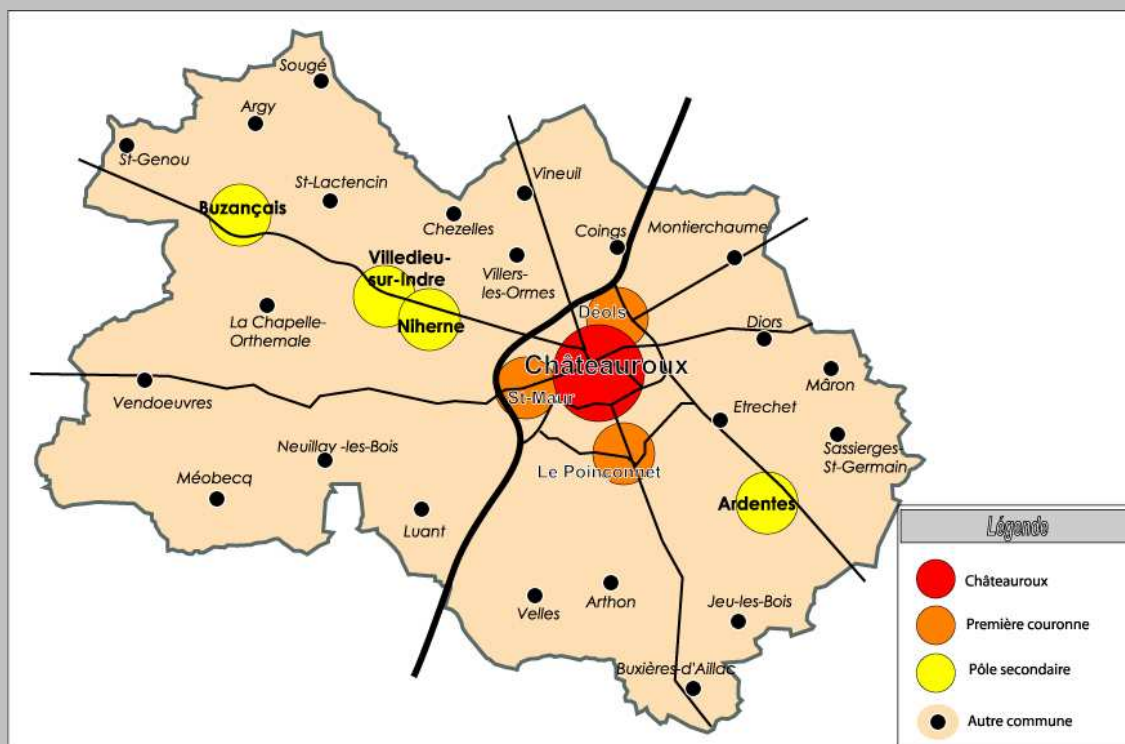 Sougé
Argy
St-Genou
St-Lactencin
Vineuil
Buzançais
Chezelles
Coings
Montierchaume
Villedieu-
sur-Indre
Villers-
les-Ormes
La Chapelle-
Orthemale
Niherne
Déols
Diors
Châteauroux
Mâron
Vendoeuvres
St-Maur
Etrechet
Sassierges-
St-Germain
Neuillay -les-Bois
Le Poinconnet
Méobecq
Ardentes
Luant
Velles
Arthon
Jeu-les-Bois
Buxières-d'Aillac
Légende
Châteauroux
Première couronne
Pôle secondaire
Autre commune